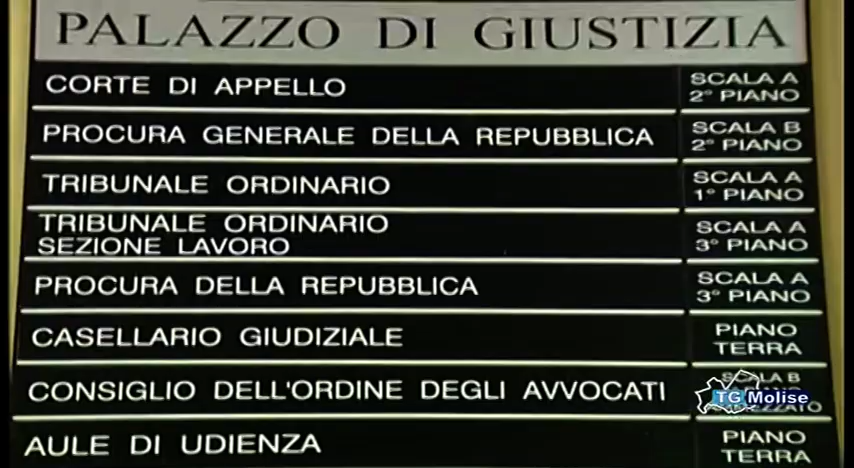 PALAZZO DI GIUSTIZIA
CORTE DI APPELLO
SCALA A
2° PIANO
PROCURA GENERALE DELLA REPUBBLICA
SCALA B
2° PIANO
TRIBUNALE ORDINARIO
SCALA A
1° PIANO
TRIBUNALE ORDINARIO
SEZIONE LAVORO
SCALA A
3° PIANO
PROCURA DELLA REPUBBLICA
SCALA A
3° PIANO
CASELLARIO GIUDIZIALE
PIANO
TERRA
CONSIGLIO DELL'ORDINE DEGLI AVVOCATI
SCALA B
TG Molise
AULE DI UDIENZA
PIANO
TERRA